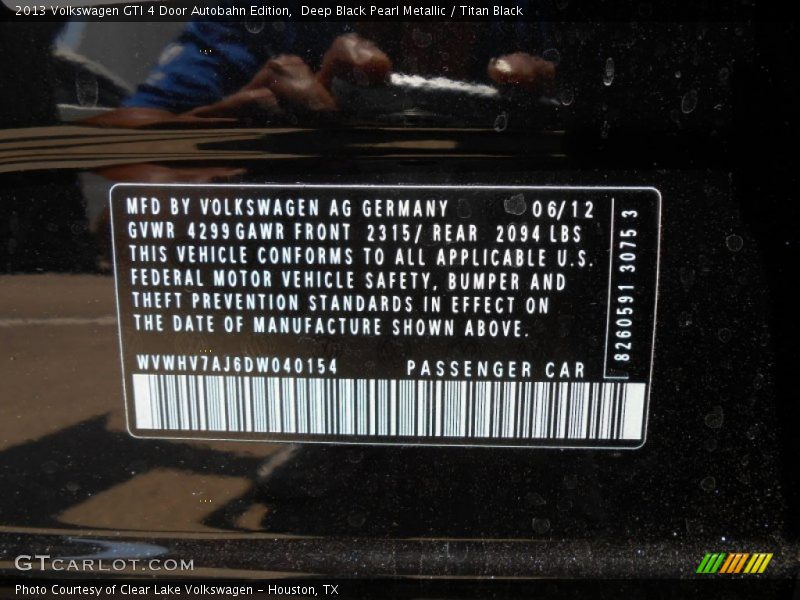 2013 Volkswagen GTI 4 Door Autobahn Edition,  Deep Black Pearl Metallic / Titan Black
MFD BY VOLKSWAGEN AG GERMANY 06/12
GVWR 4299GAWR FRONT 2315/ REAR 2094 LBS
THIS VEHICLE CONFORMS TO ALL APPLICABLE U.S.
FEDERAL MOTOR VEHICLE SAFETY, BUMPER AND
THEFT PREVENTION STANDARDS IN EFFECT ON
THE DATE OF MANUFACTURE SHOWN ABOVE.
WVWHV7AJ6DW040154 PASSENGER CAR
8260591 3075 3
GTCARLOT.COM
Photo Courtesy of Clear Lake Volkswagen - Houston, TX